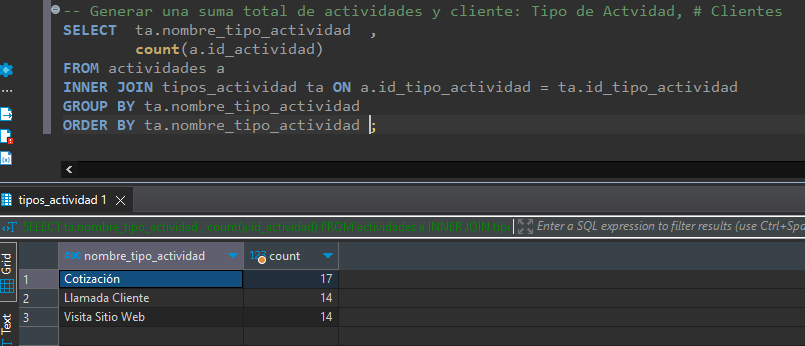 -- Generar una suma total de actividades y cliente: Tipo de Actvidad, # Clientes
SELECT ta.nombre_tipo_actividad ,
count(a.id_actividad)
FROM actividades a
INNER JOIN tipos_actividad ta ON a.id_tipo_actividad = ta.id_tipo_actividad
GROUP BY ta.nombre_tipo_actividad
ORDER BY ta.nombre_tipo_actividad ;
tipos_actividad 1
SELECT ta.nombre_tipo_actividad , count(a.id_actividad) FROM actividades a INNER JOIN
Enter a SQL expression to filter results (use Ctrl+Spa
Grid
Text
nombre_tipo_actividad 123 count
1 Cotización 17
2 Llamada Cliente 14
3 Visita Sitio Web 14